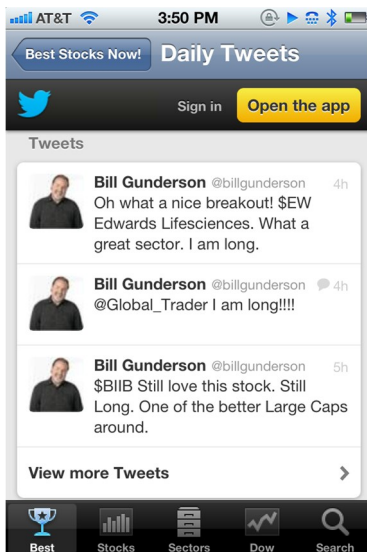 AT&T 3:50 PM
Best Stocks Now! Daily Tweets
Sign in Open the app
Tweets
Bill Gunderson @billgunderson 4h
Oh what a nice breakout! $EW
Edwards Lifesciences. What a
great sector. I am long.
Bill Gunderson @billgunderson 4h
@Global_Trader I am long!!!!
Bill Gunderson @billgunderson 5h
$BIIB Still love this stock. Still
Long. One of the better Large Caps
around.
View more Tweets
Best Stocks Sectors Dow Search